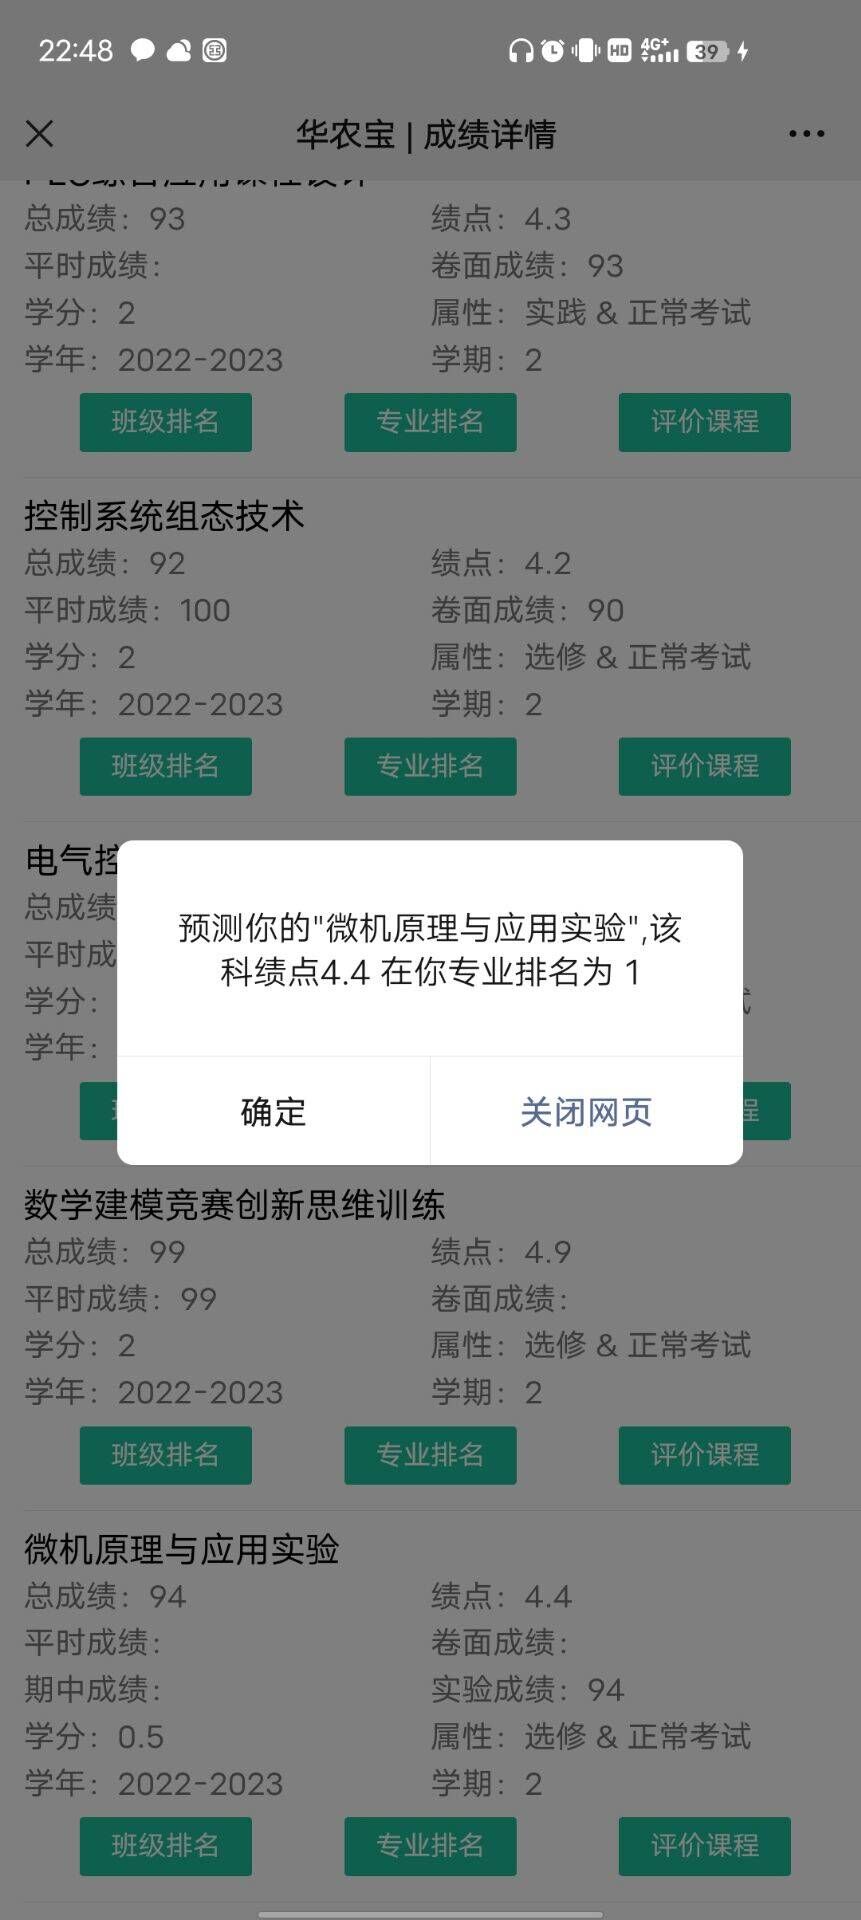 22:48
HD 4G+ 39
华农宝 | 成绩详情
PLC综合应用课程设计
总成绩：93 绩点：4.3
平时成绩： 卷面成绩：93
学分：2 属性：实践 & 正常考试
学年：2022-2023 学期：2
班级排名 专业排名 评价课程
控制系统组态技术
总成绩：92 绩点：4.2
平时成绩：100 卷面成绩：90
学分：2 属性：选修 & 正常考试
学年：2022-2023 学期：2
班级排名 专业排名 评价课程
电气控
总成绩
平时成
学分：
学年：
程
预测你的"微机原理与应用实验",该
科绩点4.4 在你专业排名为 1
确定 关闭网页
数学建模竞赛创新思维训练
总成绩：99 绩点：4.9
平时成绩：99 卷面成绩：
学分：2 属性：选修 & 正常考试
学年：2022-2023 学期：2
班级排名 专业排名 评价课程
微机原理与应用实验
总成绩：94 绩点：4.4
平时成绩： 卷面成绩：
期中成绩： 实验成绩：94
学分：0.5 属性：选修 & 正常考试
学年：2022-2023 学期：2
班级排名 专业排名 评价课程